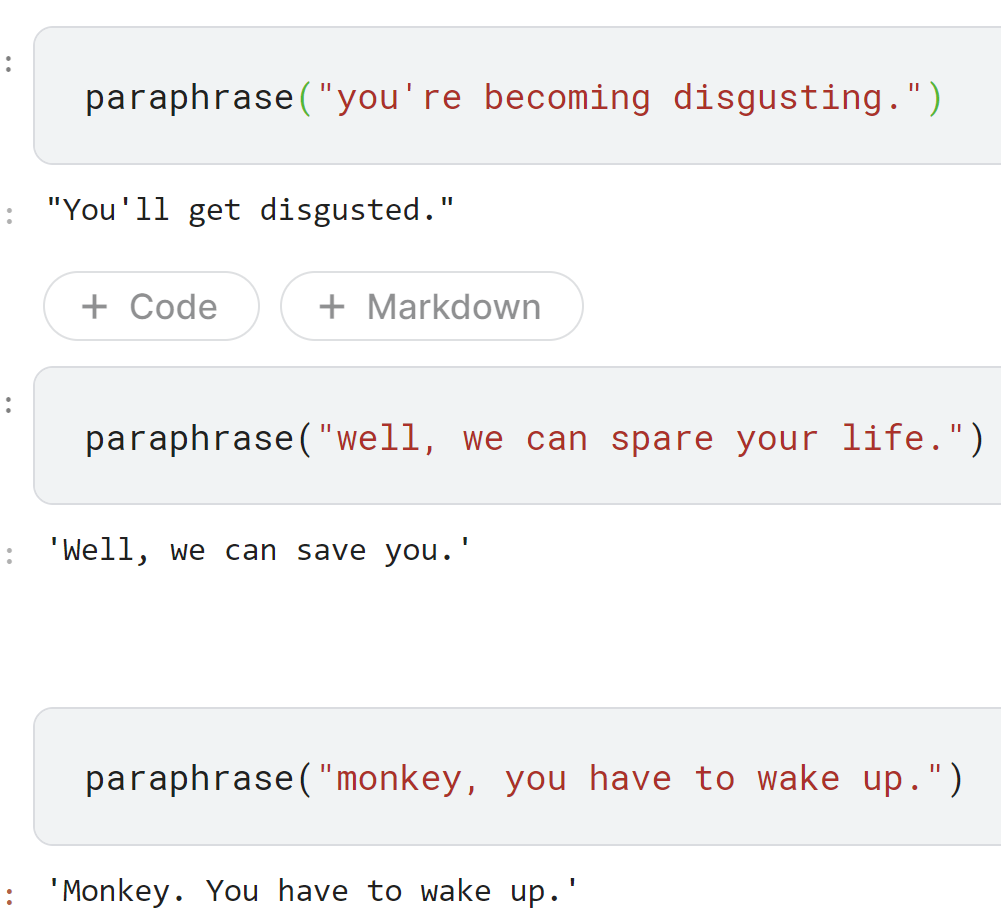 :
paraphrase("you're becoming disgusting.")
:
"You'll get disgusted."
+ Code
+ Markdown
:
paraphrase("well, we can spare your life.")
:
'Well, we can save you.'
paraphrase("monkey, you have to wake up.")
:
'Monkey. You have to wake up.'